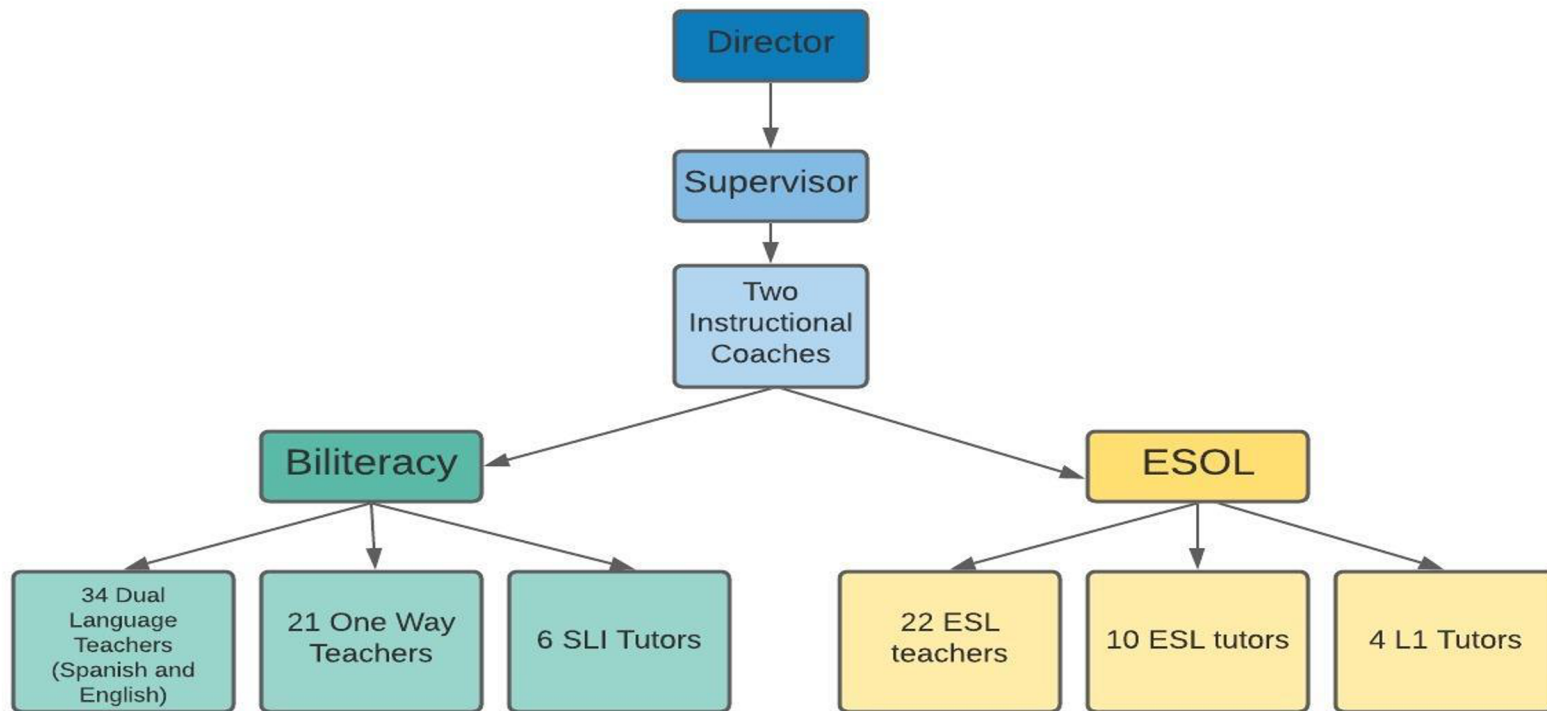 Director
Supervisor
Two
Instructional
Coaches
Biliteracy
ESOL
34 Dual
Language
Teachers
(Spanish and
English)
21 One Way
Teachers
6 SLI Tutors
22 ESL
teachers
10 ESL tutors
4 L1 Tutors